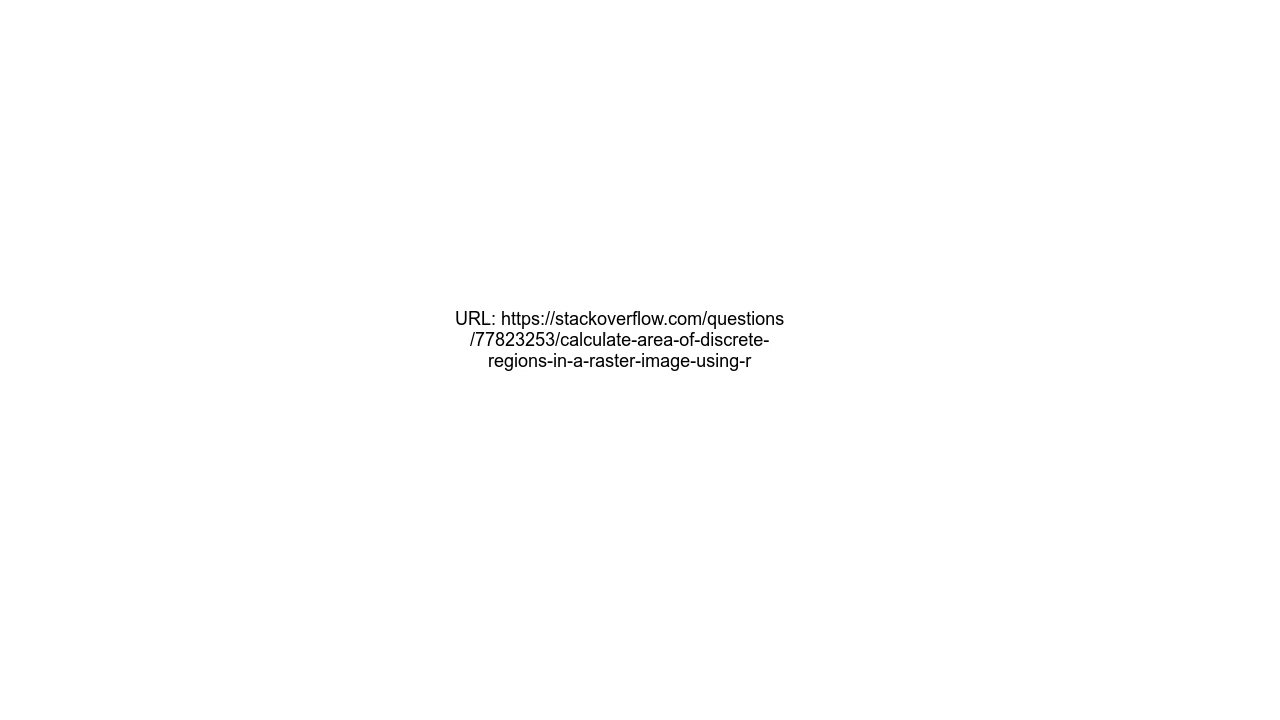 URL: https://stackoverflow.com/questions
/77823253/calculate-area-of-discrete-
regions-in-a-raster-image-using-r